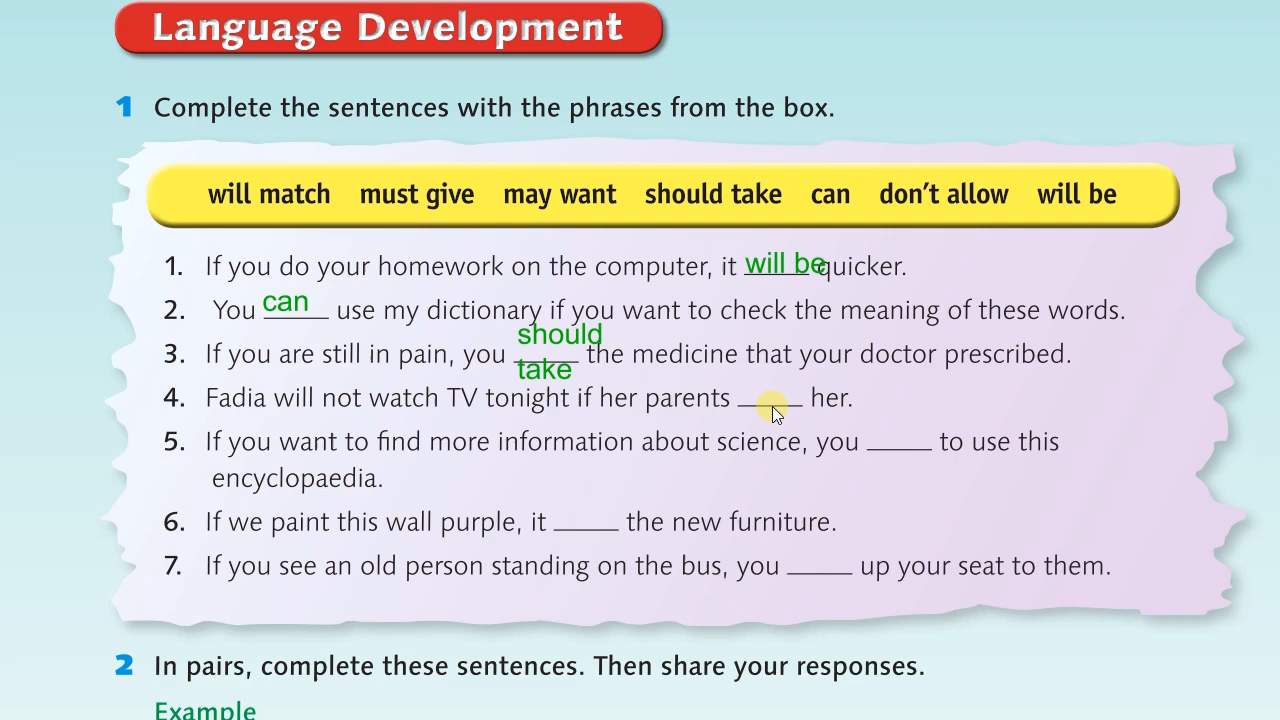 Language Development
1 Complete the sentences with the phrases from the box.
will match must give may want should take can don't allow will be
1. If you do your homework on the computer, it will be quicker.
2. You can use my dictionary if you want to check the meaning of these words.
3. If you are still in pain, you should take the medicine that your doctor prescribed.
4. Fadia will not watch TV tonight if her parents _____ her.
5. If you want to find more information about science, you _____ to use this
encyclopaedia.
6. If we paint this wall purple, it _____ the new furniture.
7. If you see an old person standing on the bus, you _____ up your seat to them.
2 In pairs, complete these sentences. Then share your responses.
Example